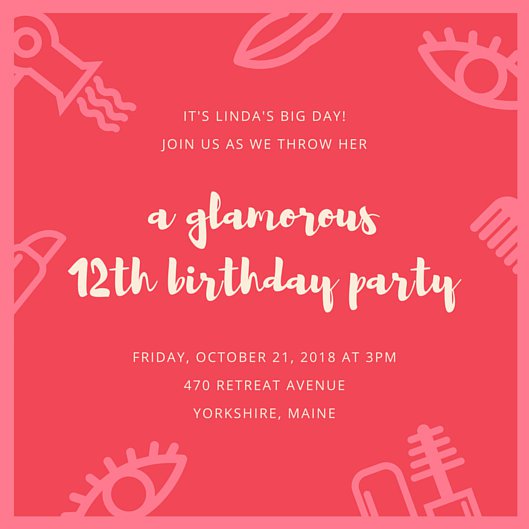 IT'S LINDA'S BIG DAY!
JOIN US AS WE THROW HER
a glamorous
12th birthday party
FRIDAY, OCTOBER 21, 2018 AT 3PM
470 RETREAT AVENUE
YORKSHIRE, MAINE